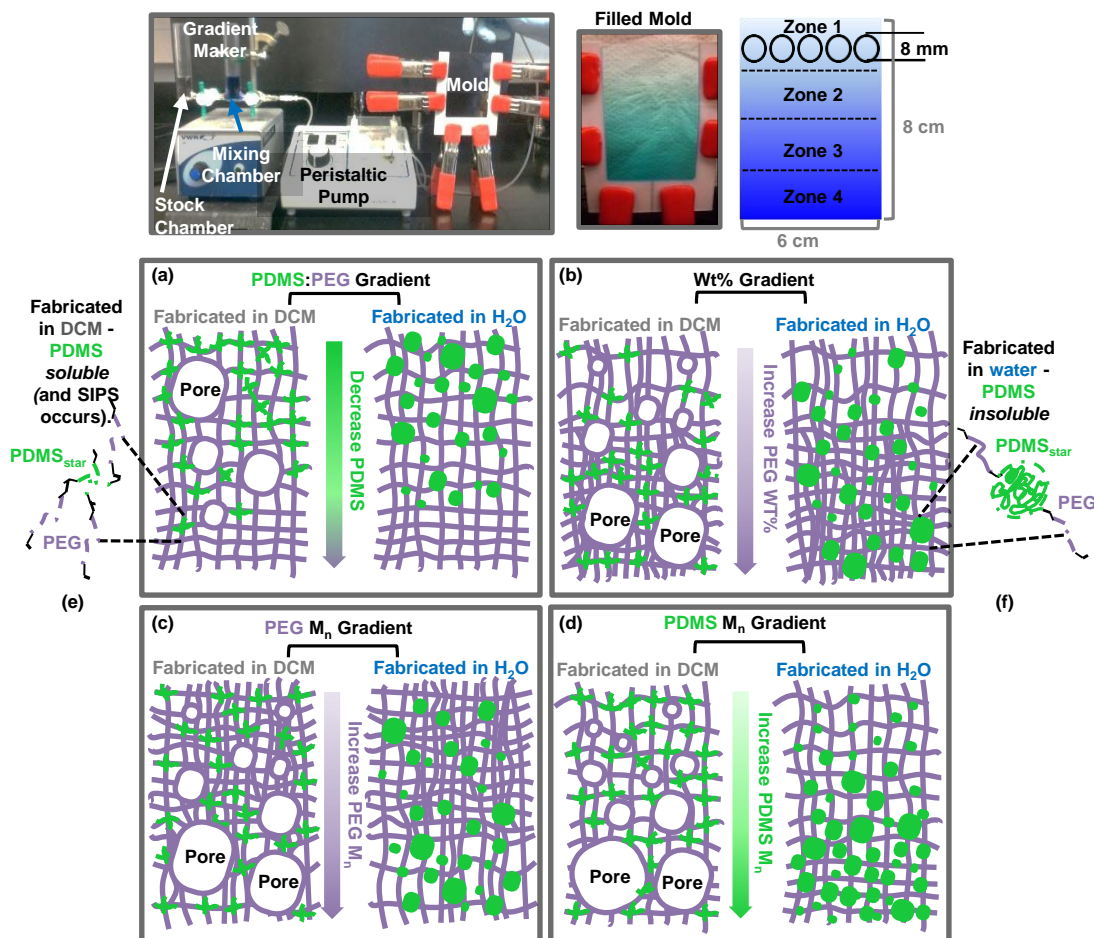 Gradient
Maker
Mold
Mixing
Chamber
Peristaltic
Pump
Stock
Chamber
Filled Mold
Zone 1
8 mm
Zone 2
8 cm
Zone 3
Zone 4
6 cm
(a)
PDMS:PEG Gradient
Fabricated in DCM
Fabricated in H2O
Pore
Decrease PDMS
Fabricated
in DCM -
PDMS
soluble
(and SIPS
occurs).
PDMSstar
PEG
(e)
(b)
Wt% Gradient
Fabricated in DCM
Fabricated in H2O
Increase PEG WT%
Pore
Pore
Fabricated
in water -
PDMS
insoluble
PDMSstar
PEG
(f)
(c)
PEG Mn Gradient
Fabricated in DCM
Fabricated in H2O
Increase PEG Mn
Pore
Pore
(d)
PDMS Mn Gradient
Fabricated in DCM
Fabricated in H2O
Increase PDMS Mn
Pore
Pore